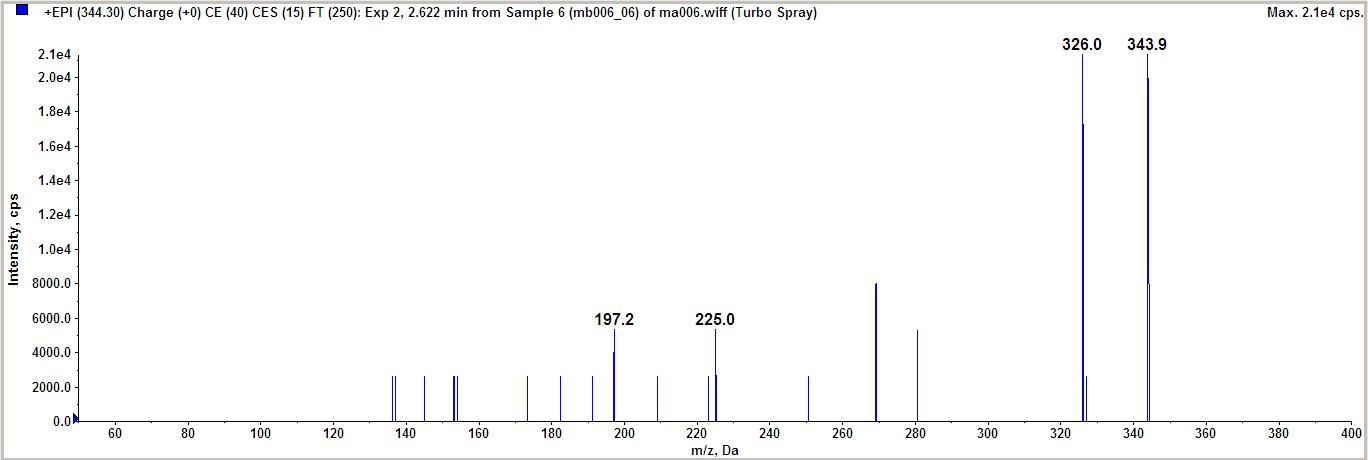 +EPI (344.30) Charge (+0) CE (40) CES (15) FT (250): Exp 2, 2.622 min from Sample 6 (mb006_06) of ma006.wiff (Turbo Spray)
Max. 2.1e4 cps.
326.0
343.9
2.1e4
2.0e4
1.8e4
1.6e4
1.4e4
1.2e4
1.0e4
8000.0
6000.0
4000.0
2000.0
0.0
Intensity, cps
197.2
225.0
60 80 100 120 140 160 180 200 220 240 260 280 300 320 340 360 380 400
m/z, Da